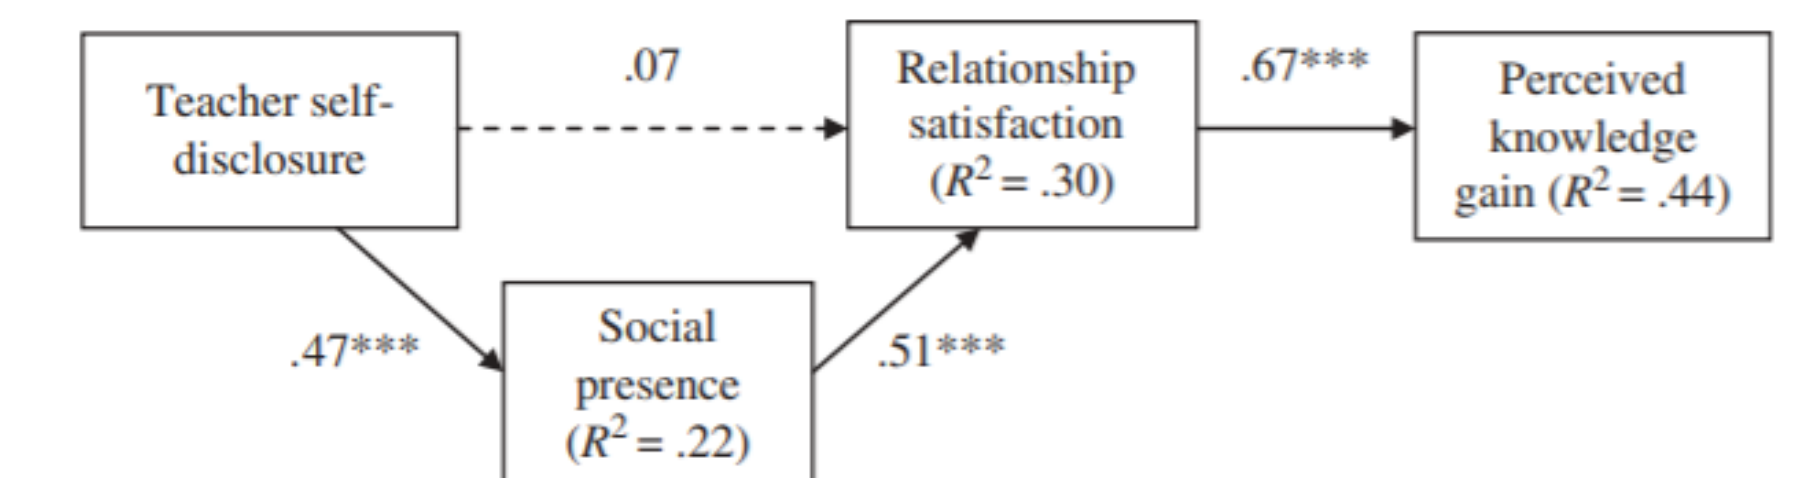 Teacher self-
disclosure
.07
Relationship
satisfaction
(R² = .30)
.67***
Perceived
knowledge
gain (R² = .44)
.47***
Social
presence
(R² = .22)
.51***